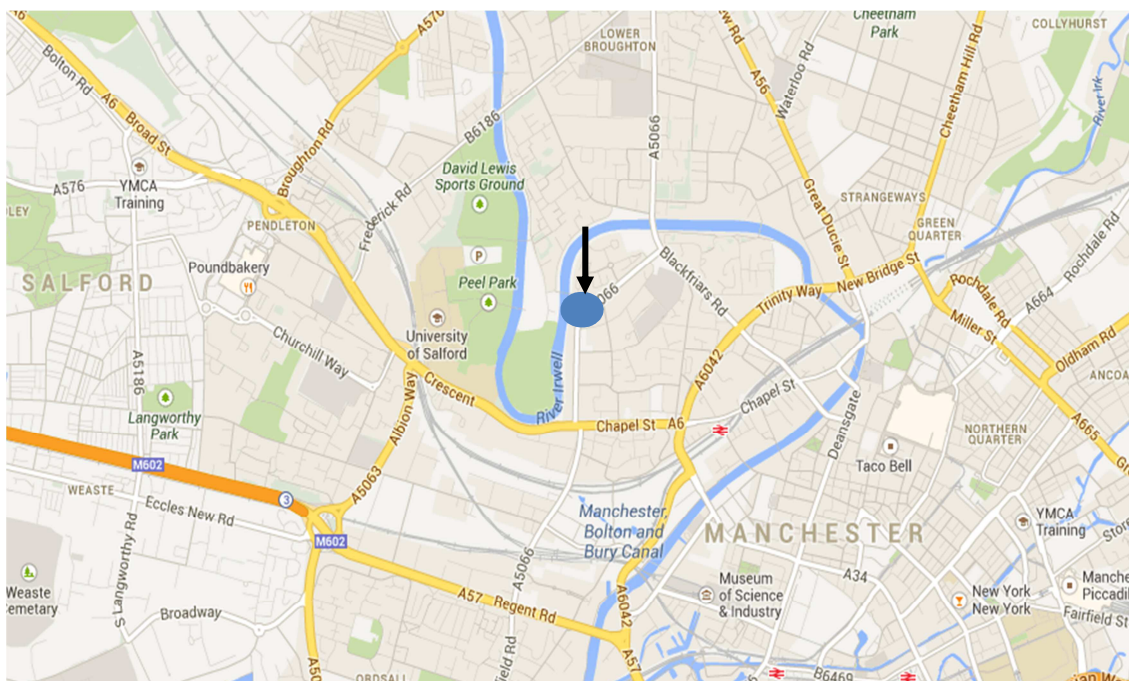 A6
A576
LOWER
BROUGHTON
Cheetham
Park
COLLYHURST
Bolton Rd
A56
Waterloo Rd
Cheetham Hill Rd
River Irk
A6
Broad St
Broughton Rd
B6186
A5066
A576
YMCA
Training
David Lewis
Sports Ground
Great Ducie St
STRANGEWAYS
PENDLETON
Frederick Rd
GREEN
QUARTER
Rochdale Rd
SALFORD
Poundbakery
P
Peel Park
Blackfriars Rd
Trinity Way
New Bridge St
Rochdale Rd
A664
University
of Salford
Miller St
Oldham Rd
Churchill Way
A5186
Crescent
River Irwell
A6042
Chapel St
Langworthy
Park
Albion Way
Chapel St
A6
Deansgate
NORTHERN
QUARTER
A665
Taco Bell
M602
WEASTE
3
A5063
Eccles New Rd
M602
Manchester,
Bolton and
Bury Canal
MANCHESTER
YMCA
Training
A5066
S Langworthy Rd
Weaste
Cemetary
Broadway
A57
Regent Rd
A6042
Museum
of Science
& Industry
A34
New York
New York
Fairfield St
ORDSALL
A57
B6469